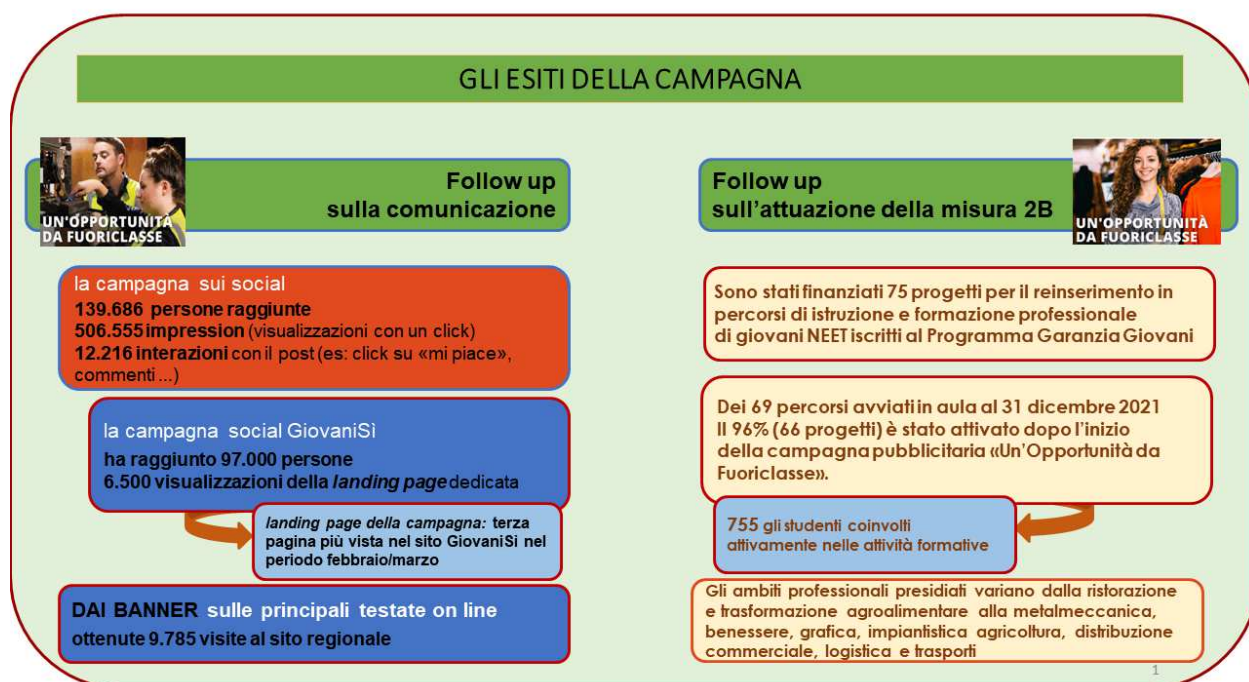 GLI ESITI DELLA CAMPAGNA
UN'OPPORTUNITÀ
DA FUORICLASSE
Follow up
sulla comunicazione
la campagna sui social
139.686 persone raggiunte
506.555 impression (visualizzazioni con un click)
12.216 interazioni con il post (es: click su «mi piace»,
commenti ...)
la campagna social GiovaniSì
ha raggiunto 97.000 persone
6.500 visualizzazioni della landing page dedicata
landing page della campagna: terza
pagina più vista nel sito GiovaniSì nel
periodo febbraio/marzo
DAI BANNER sulle principali testate on line
ottenute 9.785 visite al sito regionale
Follow up
sull'attuazione della misura 2B
UN'OPPORTUNITÀ
DA FUORICLASSE
Sono stati finanziati 75 progetti per il reinserimento in
percorsi di istruzione e formazione professionale
di giovani NEET iscritti al Programma Garanzia Giovani
Dei 69 percorsi avviati in aula al 31 dicembre 2021
Il 96% (66 progetti) è stato attivato dopo l'inizio
della campagna pubblicitaria «Un'Opportunità da
Fuoriclasse».
755 gli studenti coinvolti
attivamente nelle attività formative
Gli ambiti professionali presidiati variano dalla ristorazione
e trasformazione agroalimentare alla metalmeccanica,
benessere, grafica, impiantistica agricoltura, distribuzione
commerciale, logistica e trasporti
1